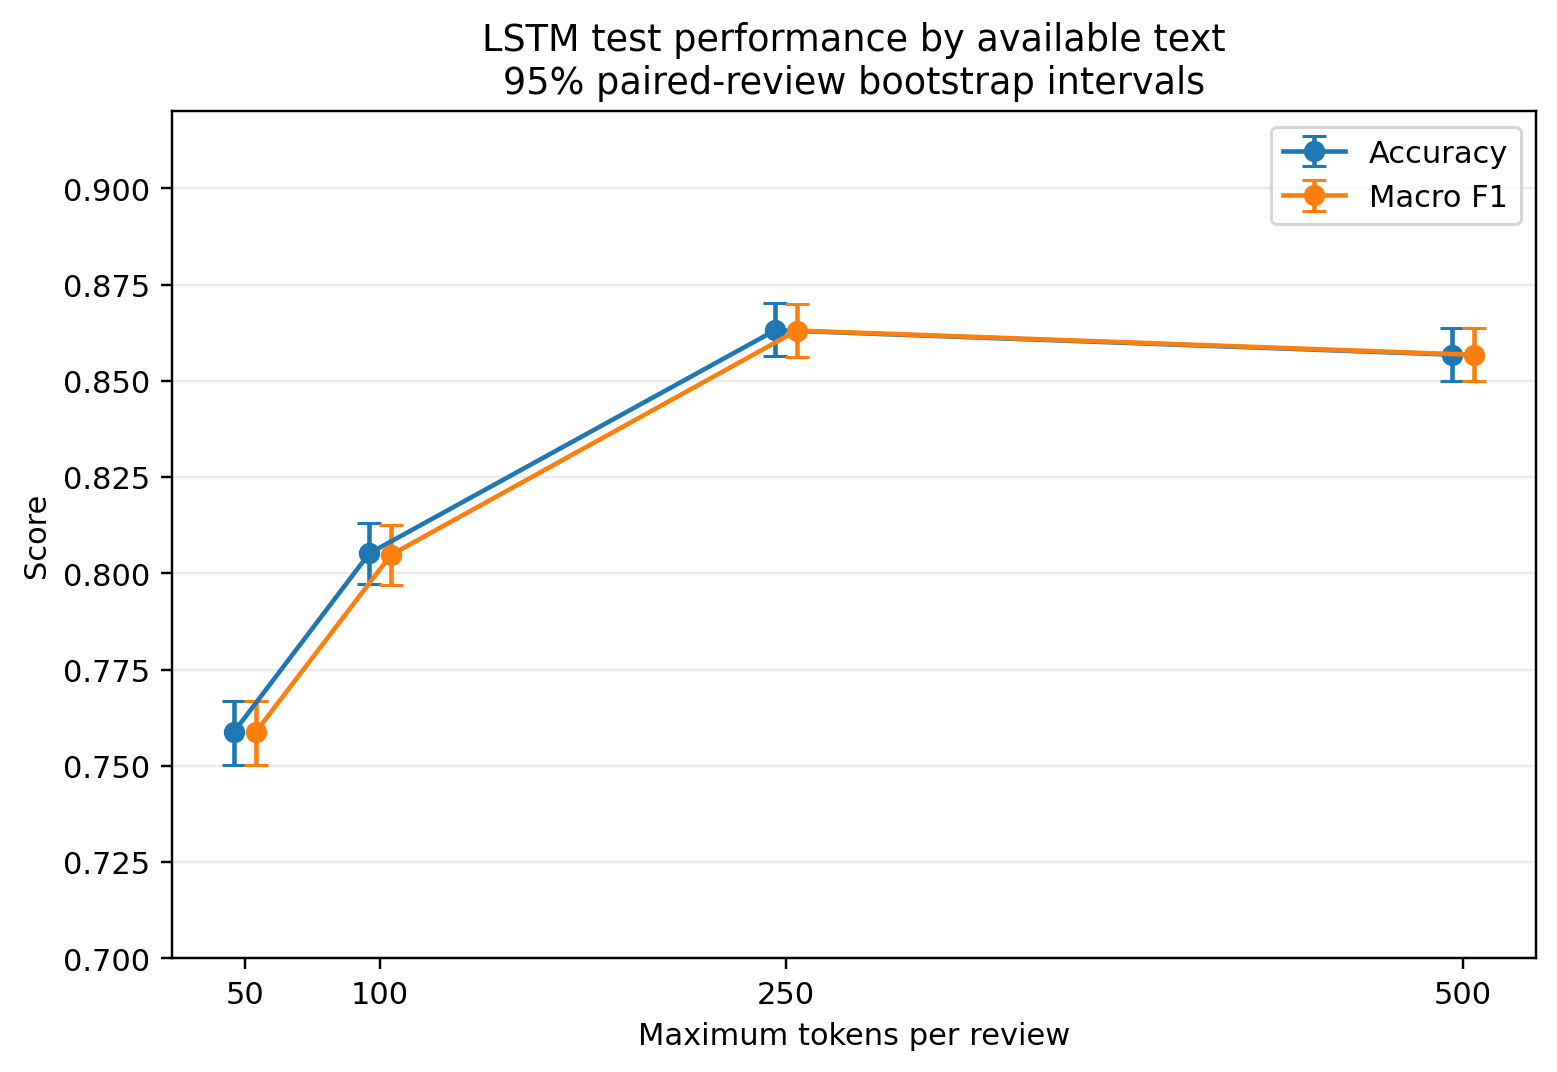 LSTM test performance by available text
95% paired-review bootstrap intervals
Accuracy
Macro F1
0.900
0.875
0.850
0.825
0.800
0.775
0.750
0.725
0.700
Score
50 100 250 500
Maximum tokens per review